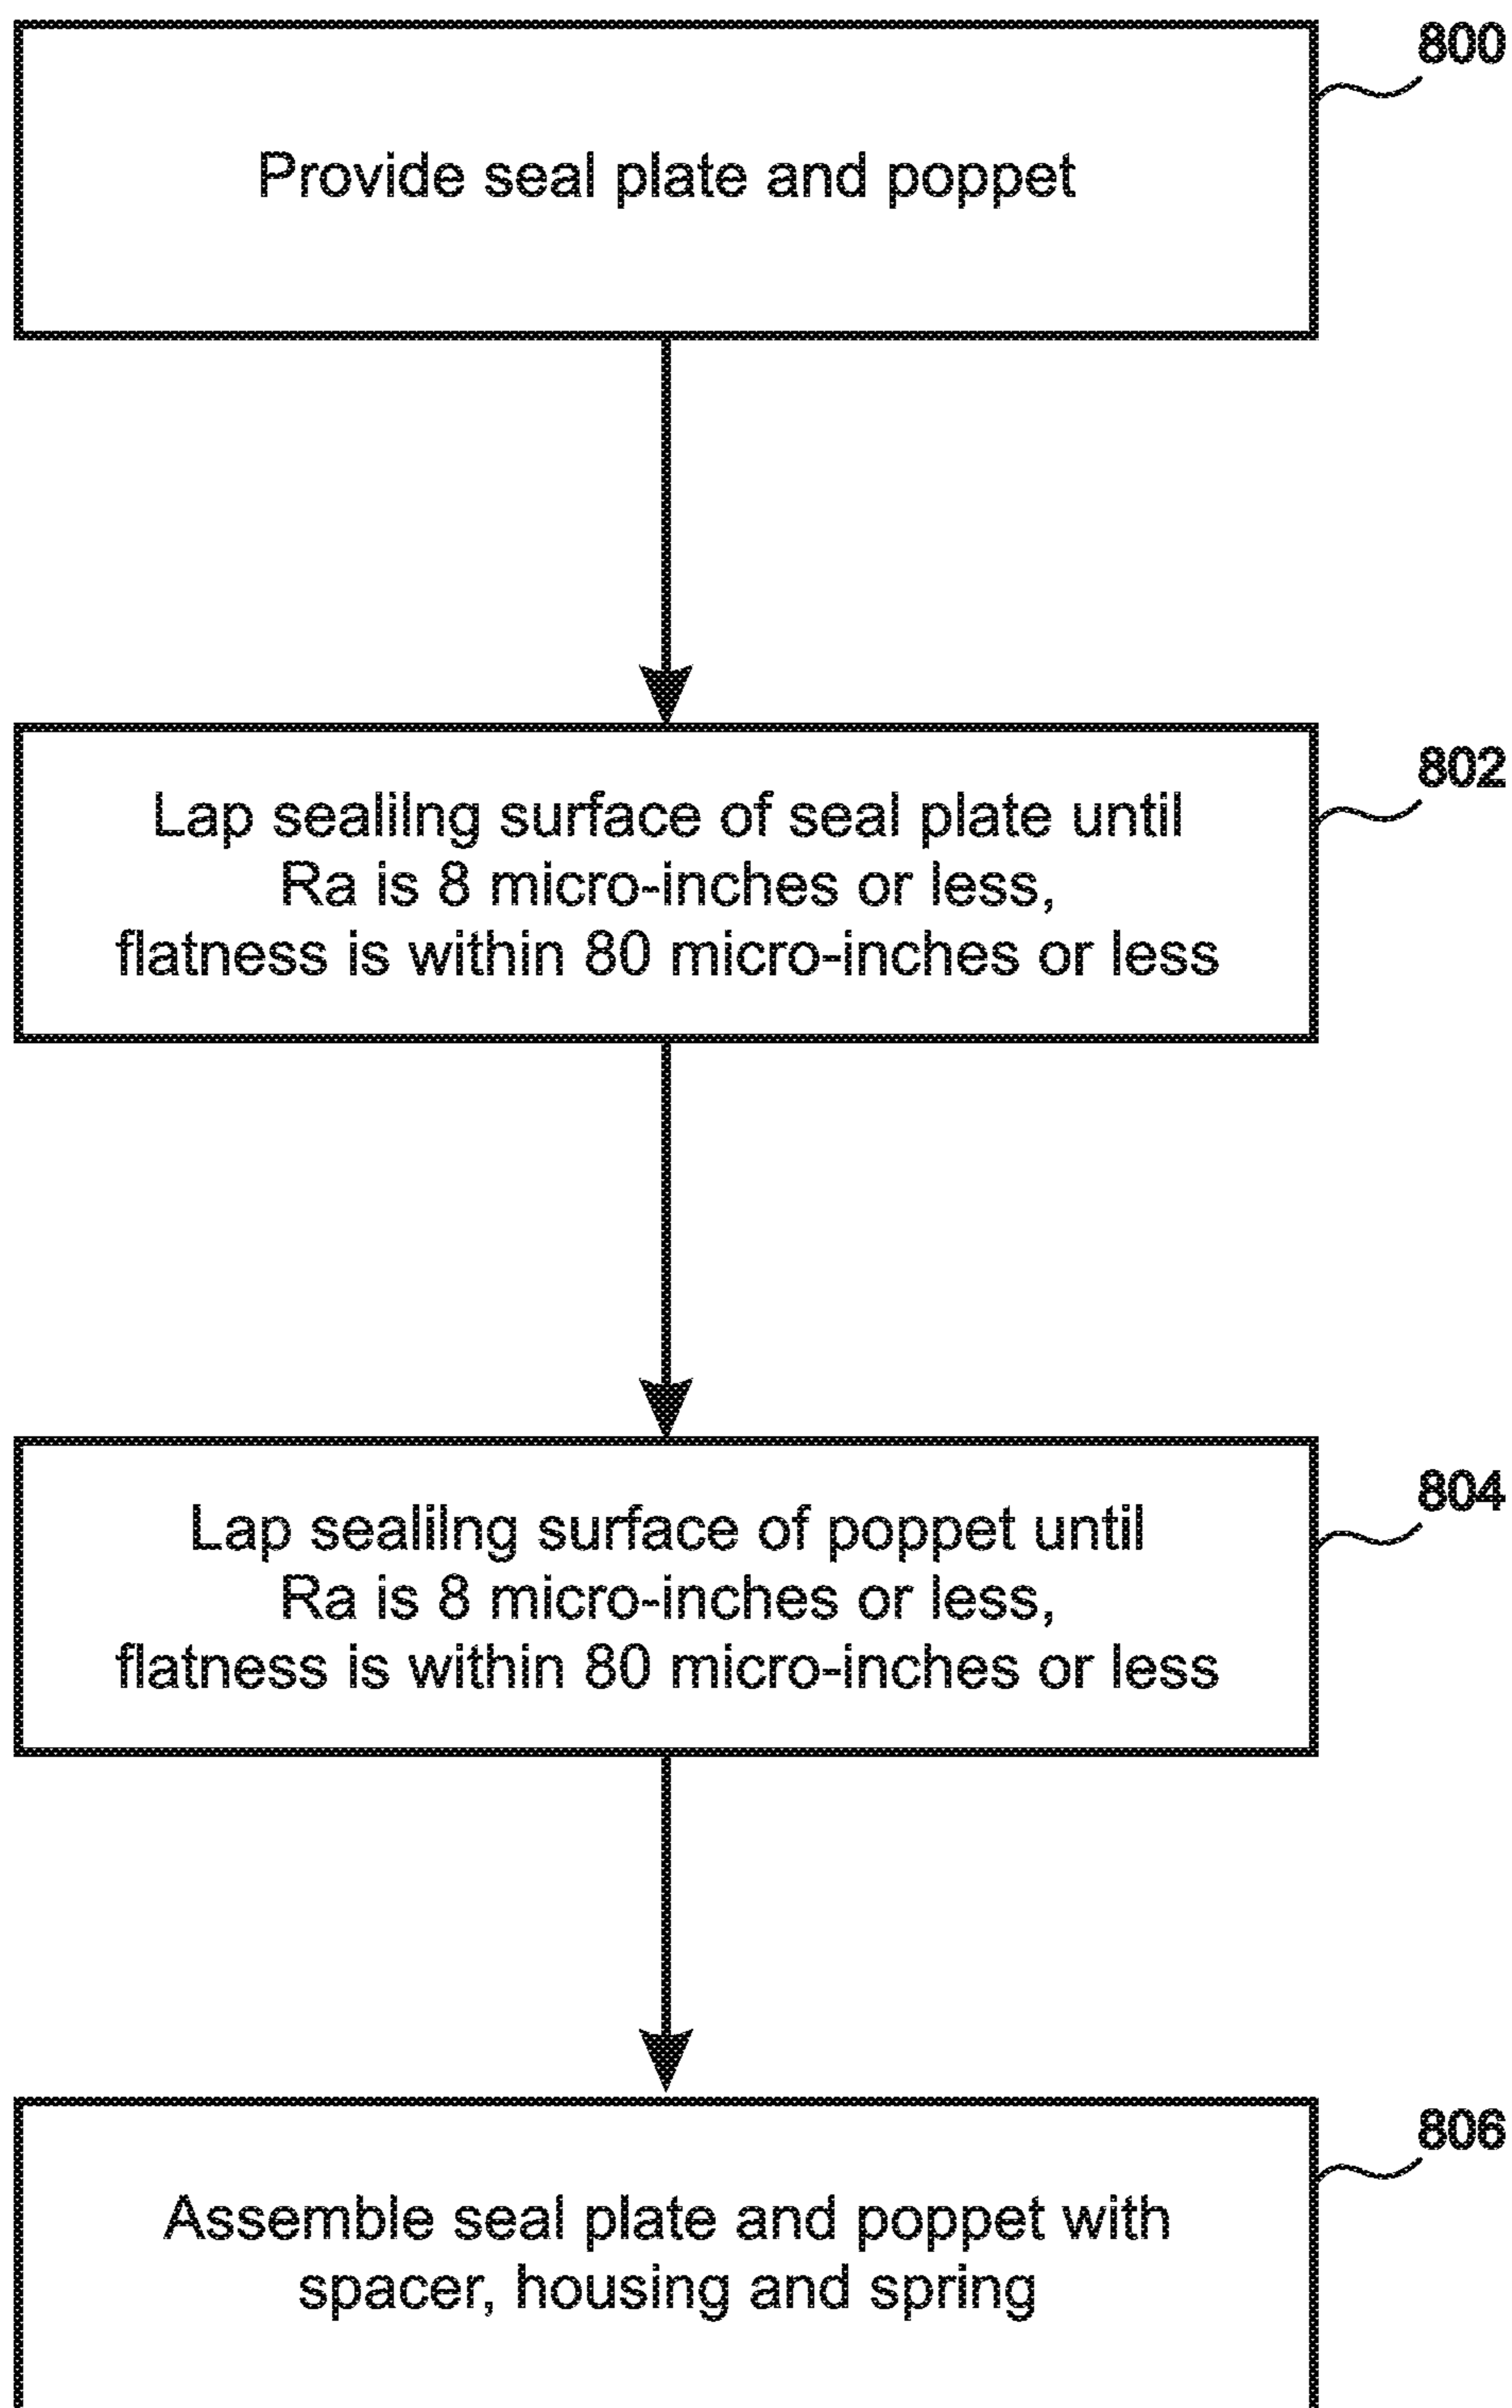 800
Provide seal plate and poppet
802
Lap sealilng surface of seal plate until
Ra is 8 micro-inches or less,
flatness is within 80 micro-inches or less
804
Lap sealilng surface of poppet until
Ra is 8 micro-inches or less,
flatness is within 80 micro-inches or less
806
Assemble seal plate and poppet with
spacer, housing and spring